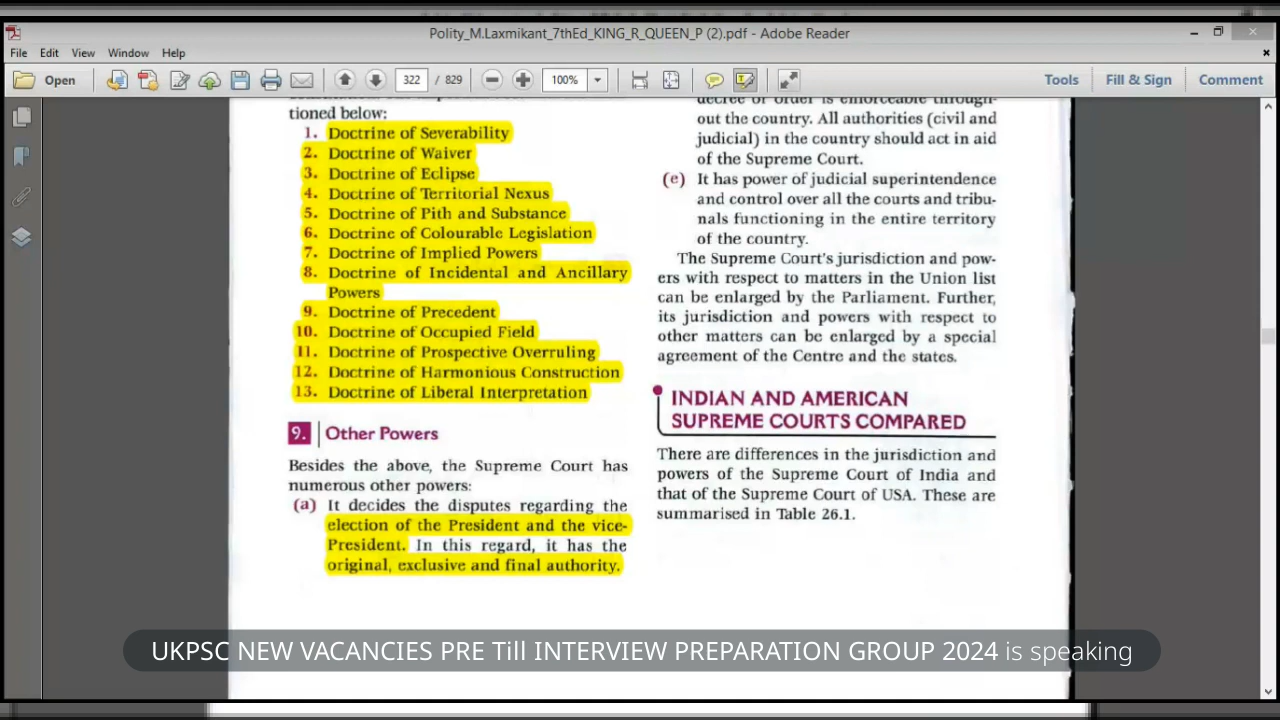 Polity_M.Laxmikant_7thEd_KING_R_QUEEN_P (2).pdf - Adobe Reader
File Edit View Window Help
Open 322 / 829 100% Tools Fill & Sign Comment
tioned below:
1. Doctrine of Severability
2. Doctrine of Waiver
3. Doctrine of Eclipse
4. Doctrine of Territorial Nexus
5. Doctrine of Pith and Substance
6. Doctrine of Colourable Legislation
7. Doctrine of Implied Powers
8. Doctrine of Incidental and Ancillary
Powers
9. Doctrine of Precedent
10. Doctrine of Occupied Field
11. Doctrine of Prospective Overruling
12. Doctrine of Harmonious Construction
13. Doctrine of Liberal Interpretation
9. Other Powers
Besides the above, the Supreme Court has
numerous other powers:
(a) It decides the disputes regarding the
election of the President and the vice-
President. In this regard, it has the
original, exclusive and final authority.
decree or order is enforceable through-
out the country. All authorities (civil and
judicial) in the country should act in aid
of the Supreme Court.
(e) It has power of judicial superintendence
and control over all the courts and tribu-
nals functioning in the entire territory
of the country.
The Supreme Court's jurisdiction and pow-
ers with respect to matters in the Union list
can be enlarged by the Parliament. Further,
its jurisdiction and powers with respect to
other matters can be enlarged by a special
agreement of the Centre and the states.
INDIAN AND AMERICAN
SUPREME COURTS COMPARED
There are differences in the jurisdiction and
powers of the Supreme Court of India and
that of the Supreme Court of USA. These are
summarised in Table 26.1.
UKPSC NEW VACANCIES PRE Till INTERVIEW PREPARATION GROUP 2024 is speaking